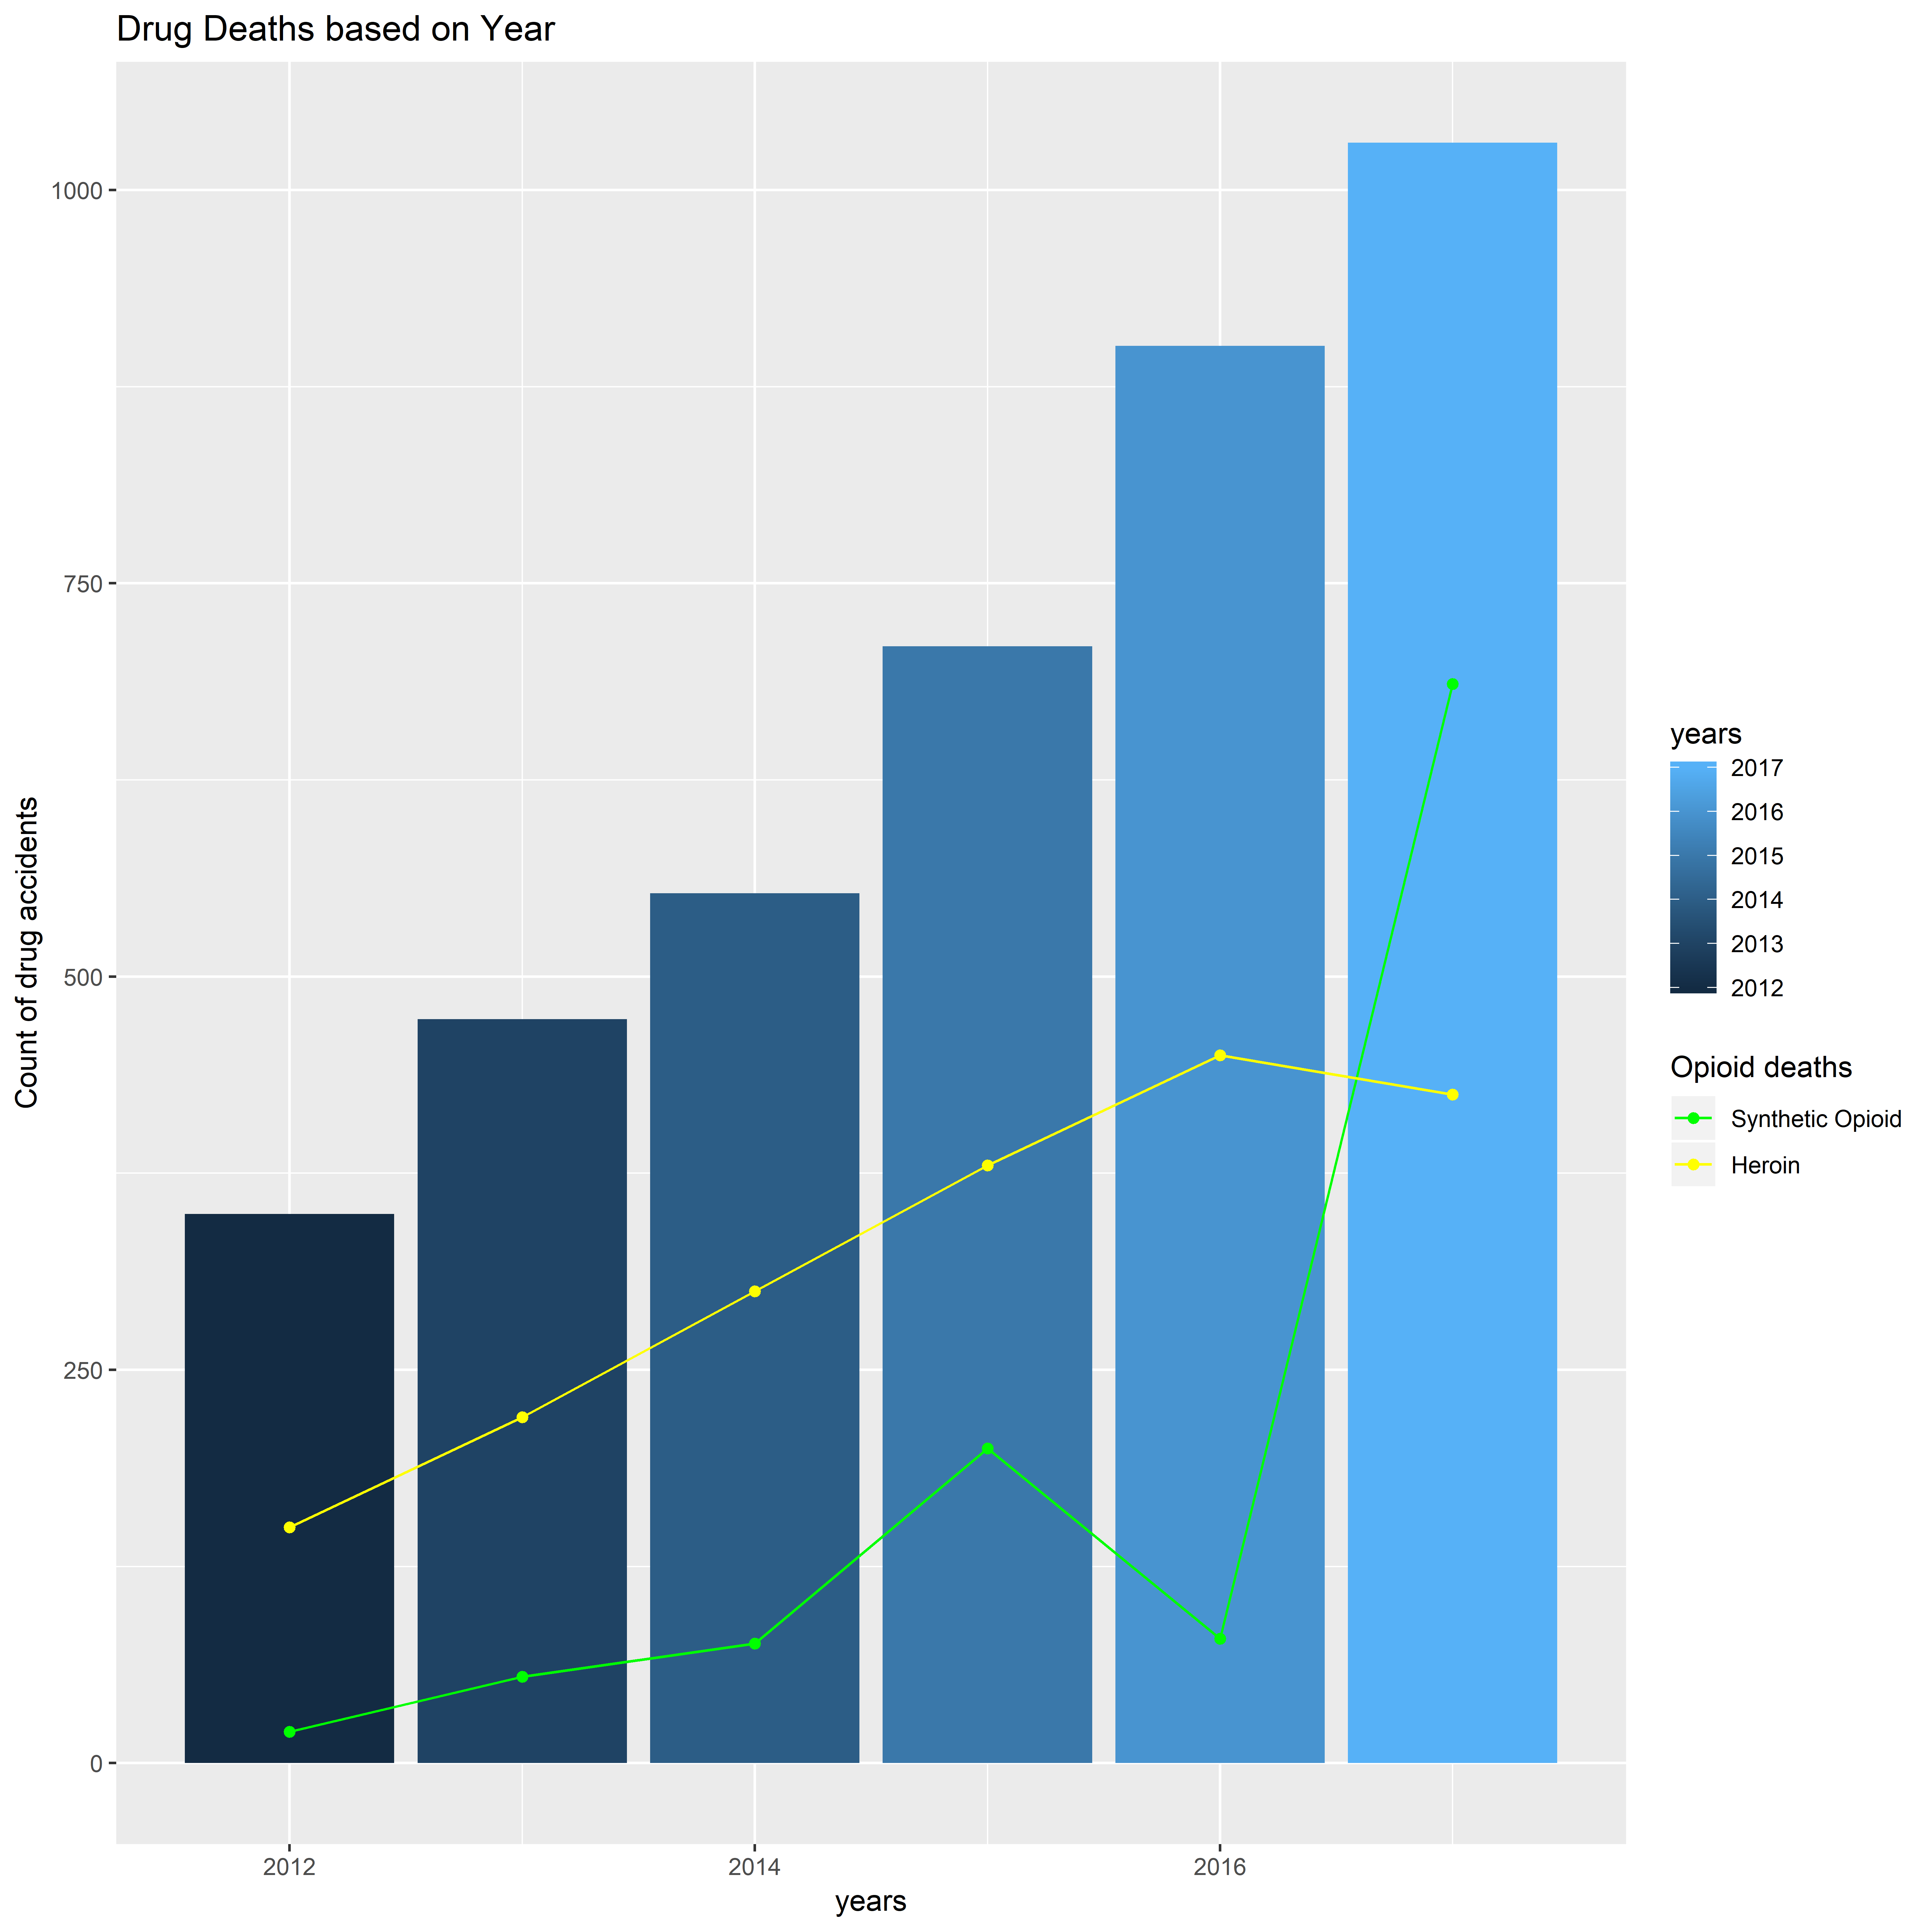 Drug Deaths based on Year
Count of drug accidents
1000
750
500
250
0
2012
2014
2016
years
years
2017
2016
2015
2014
2013
2012
Opioid deaths
Synthetic Opioid
Heroin